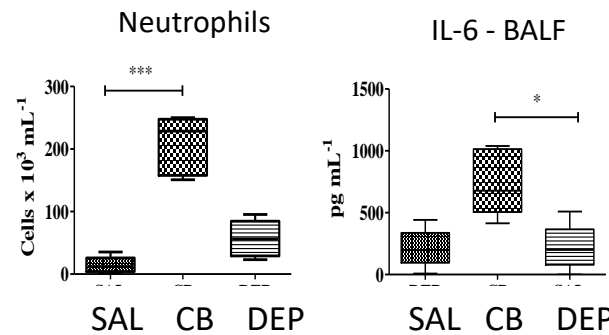 Neutrophils
***
Cells x 10³ mL⁻¹
300
200
100
0
SAL CB DEP
IL-6 - BALF
*
pg mL⁻¹
1500
1000
500
0
SAL CB DEP